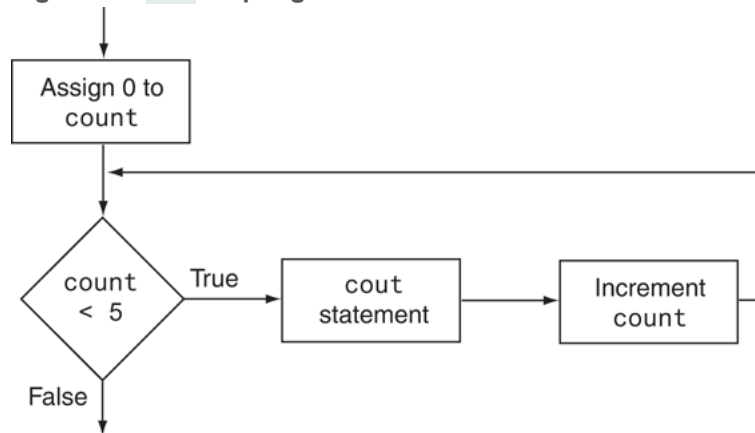 Assign 0 to
count
count
< 5
True
cout
statement
Increment
count
False